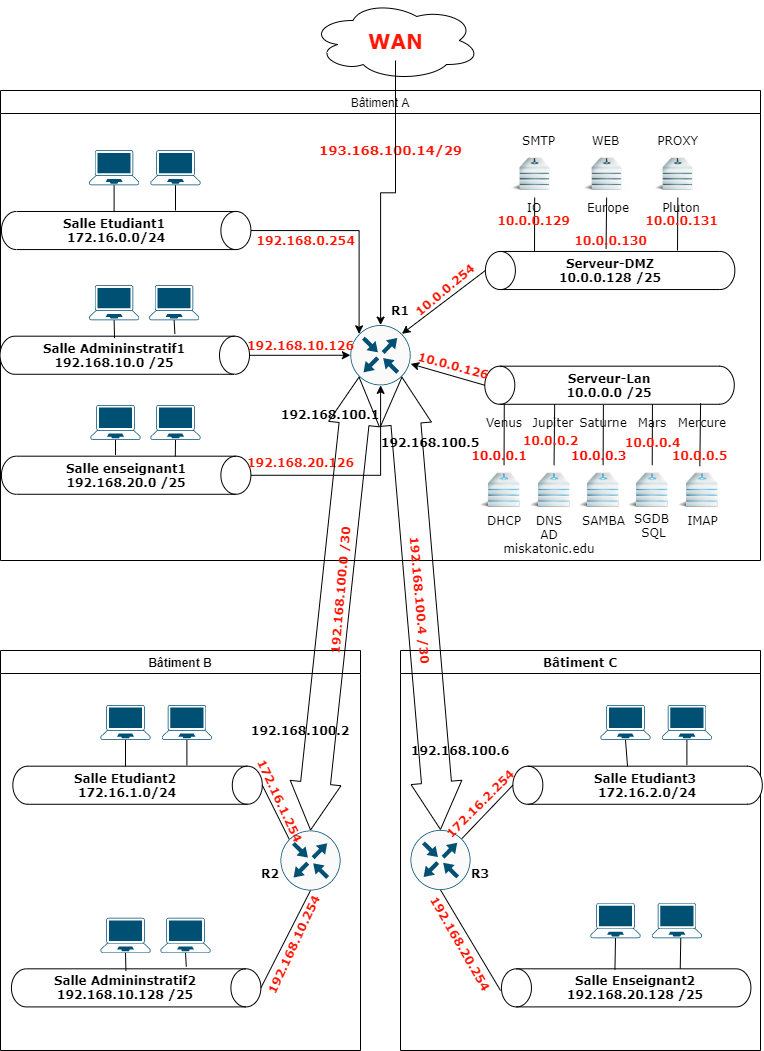 WAN
Bâtiment A
193.168.100.14/29
SMTP
WEB
PROXY
IO
Europe
Pluton
10.0.0.129
10.0.0.130
10.0.0.131
Salle Etudiant1
172.16.0.0/24
192.168.0.254
Serveur-DMZ
10.0.0.128 /25
10.0.0.254
R1
Salle Admininstratif1
192.168.10.0 /25
192.168.10.126
10.0.0.126
Serveur-Lan
10.0.0.0 /25
192.168.100.1
192.168.100.5
Venus
Jupiter
Saturne
Mars
Mercure
10.0.0.1
10.0.0.2
10.0.0.3
10.0.0.4
10.0.0.5
Salle enseignant1
192.168.20.0 /25
192.168.20.126
DHCP
DNS
AD
SAMBA
SGDB
SQL
IMAP
miskatonic.edu
192.168.100.0 /30
192.168.100.4 /30
Bâtiment B
192.168.100.2
Salle Etudiant2
172.16.1.0/24
172.16.1.254
R2
192.168.10.254
Salle Admininstratif2
192.168.10.128 /25
Bâtiment C
192.168.100.6
Salle Etudiant3
172.16.2.0/24
172.16.2.254
R3
192.168.20.254
Salle Enseignant2
192.168.20.128 /25